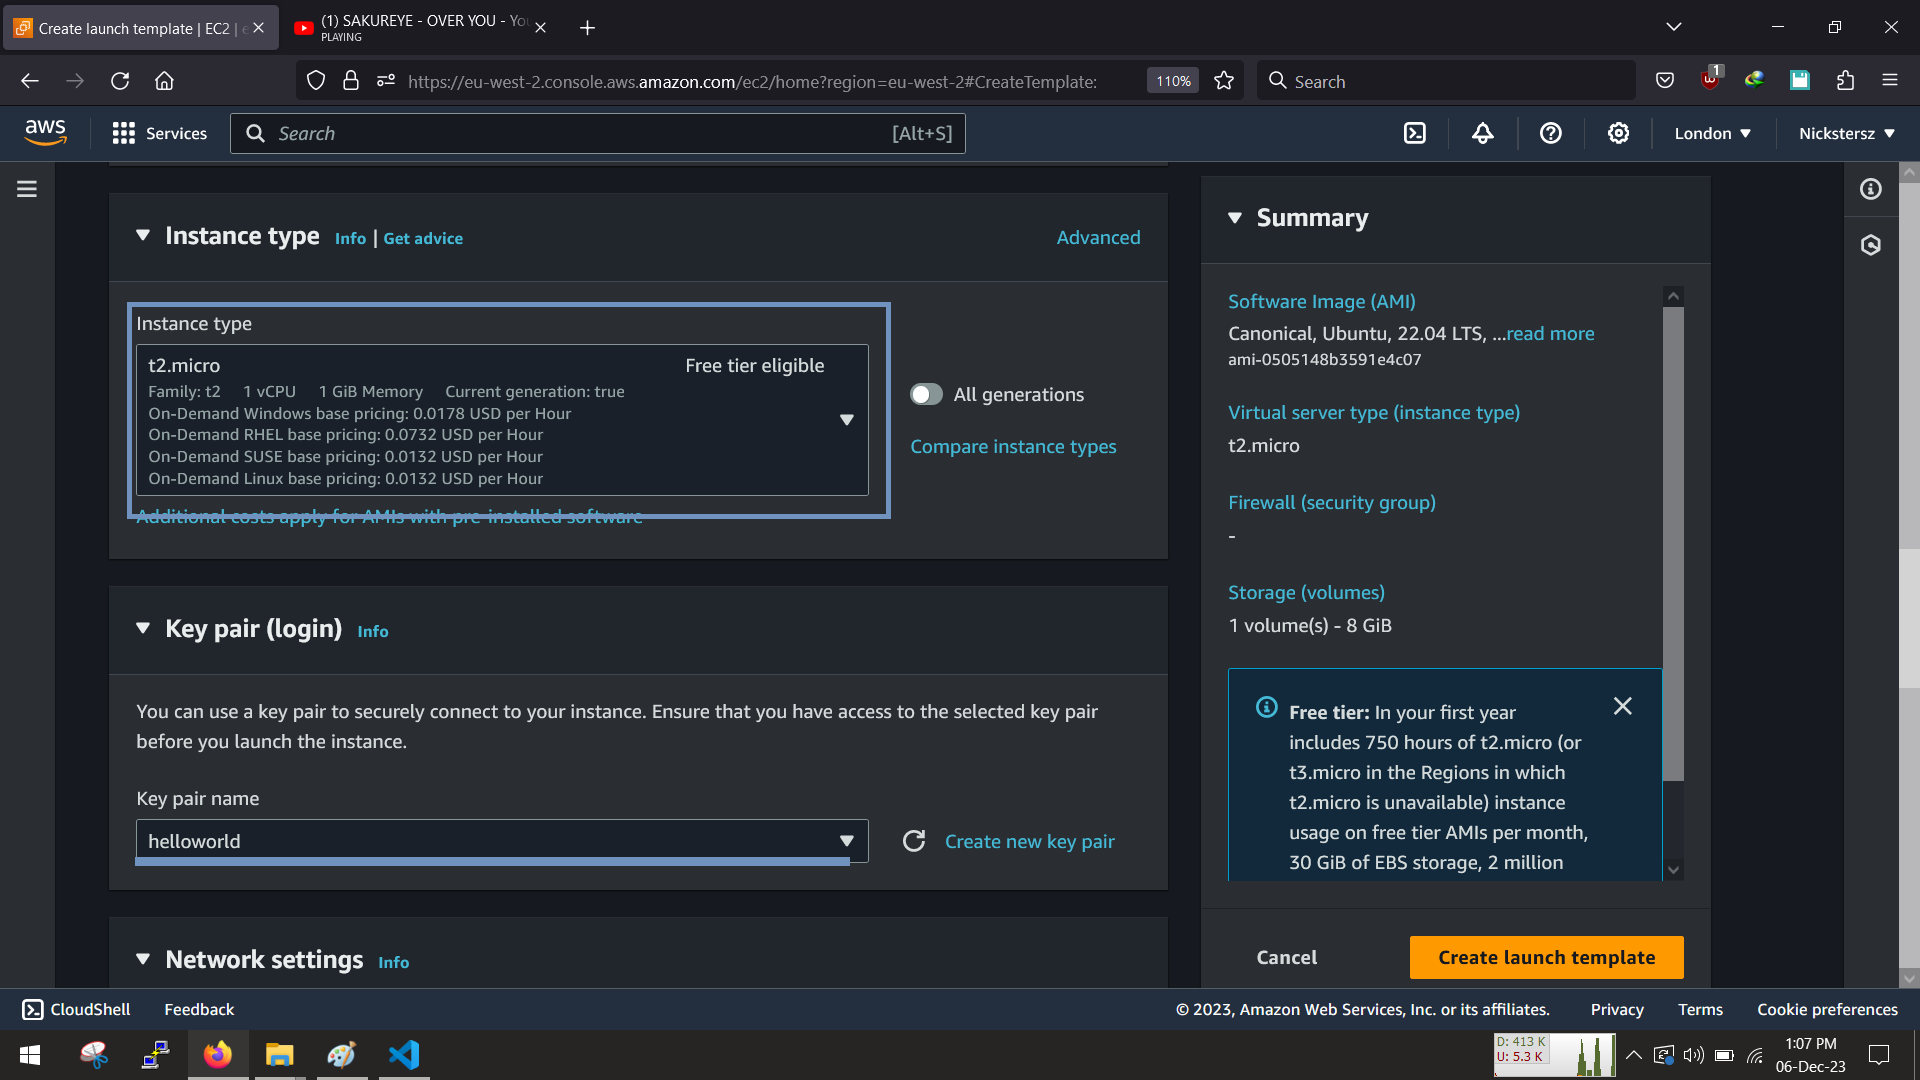 Create launch template | EC2 | e
(1) SAKUREYE - OVER YOU - You
PLAYING
https://eu-west-2.console.aws.amazon.com/ec2/home?region=eu-west-2#CreateTemplate:
110%
Search
1
aws
Services
Search
[Alt+S]
London
Nickstersz
Instance type
Info | Get advice
Advanced
Instance type
t2.micro
Free tier eligible
Family: t2 1 vCPU 1 GiB Memory Current generation: true
On-Demand Windows base pricing: 0.0178 USD per Hour
On-Demand RHEL base pricing: 0.0732 USD per Hour
On-Demand SUSE base pricing: 0.0132 USD per Hour
On-Demand Linux base pricing: 0.0132 USD per Hour
Additional costs apply for AMIs with pre-installed software
All generations
Compare instance types
Key pair (login)
Info
You can use a key pair to securely connect to your instance. Ensure that you have access to the selected key pair
before you launch the instance.
Key pair name
helloworld
Create new key pair
Network settings
Info
Summary
Software Image (AMI)
Canonical, Ubuntu, 22.04 LTS, ...read more
ami-0505148b3591e4c07
Virtual server type (instance type)
t2.micro
Firewall (security group)
-
Storage (volumes)
1 volume(s) - 8 GiB
Free tier: In your first year
includes 750 hours of t2.micro (or
t3.micro in the Regions in which
t2.micro is unavailable) instance
usage on free tier AMIs per month,
30 GiB of EBS storage, 2 million
Cancel
Create launch template
CloudShell
Feedback
© 2023, Amazon Web Services, Inc. or its affiliates.
Privacy
Terms
Cookie preferences
D: 413 K
U: 5.3 K
1:07 PM
06-Dec-23